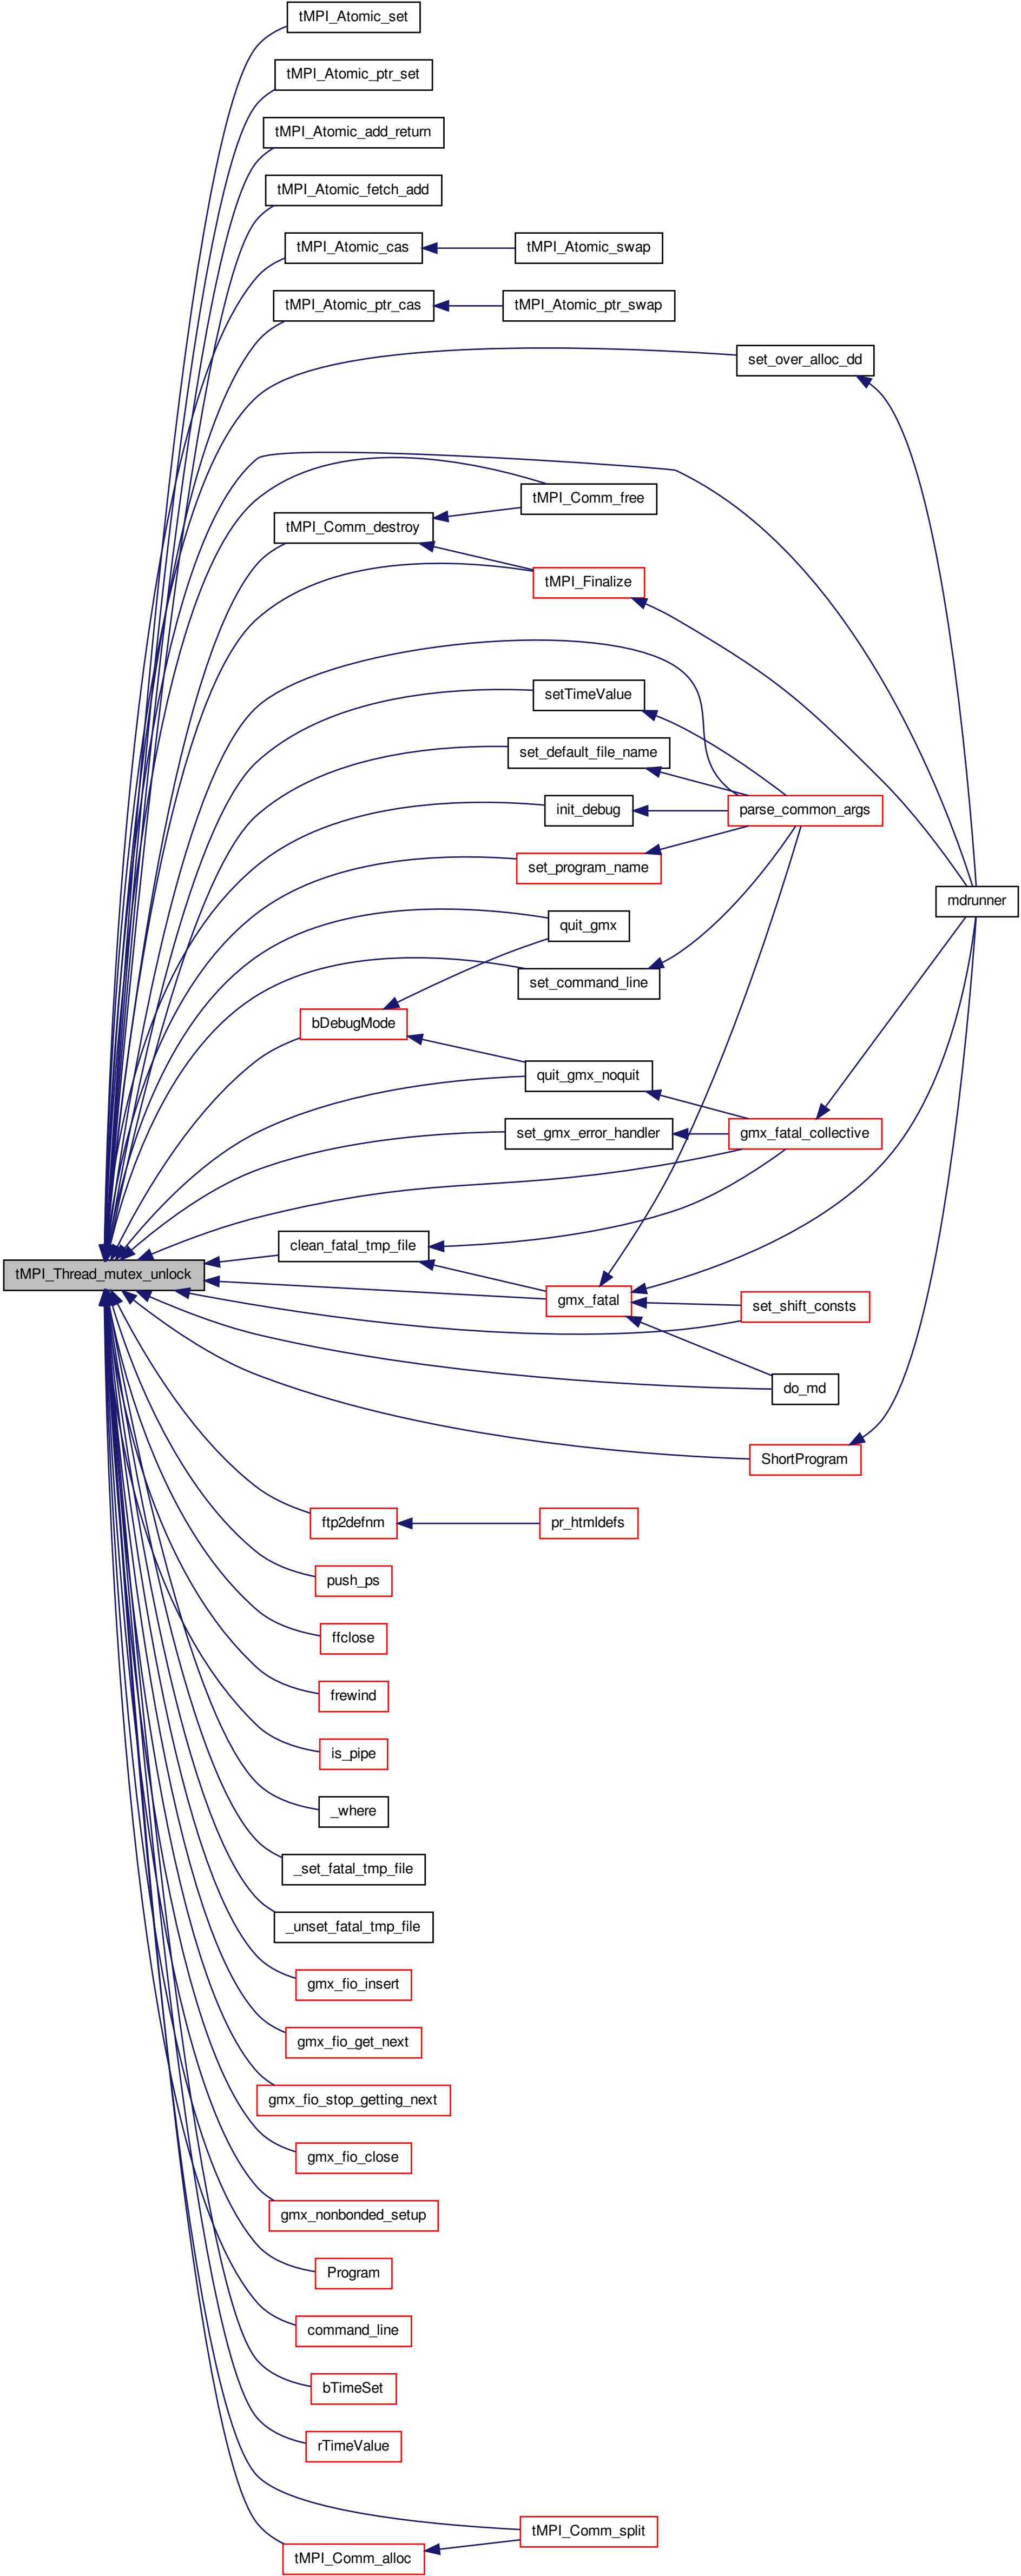 tMPI_Atomic_set
tMPI_Atomic_ptr_set
tMPI_Atomic_add_return
tMPI_Atomic_fetch_add
tMPI_Atomic_cas
tMPI_Atomic_swap
tMPI_Atomic_ptr_cas
tMPI_Atomic_ptr_swap
set_over_alloc_dd
tMPI_Comm_free
tMPI_Comm_destroy
tMPI_Finalize
setTimeValue
set_default_file_name
init_debug
parse_common_args
set_program_name
mdrunner
quit_gmx
set_command_line
bDebugMode
quit_gmx_noquit
set_gmx_error_handler
gmx_fatal_collective
clean_fatal_tmp_file
tMPI_Thread_mutex_unlock
gmx_fatal
set_shift_consts
do_md
ShortProgram
ftp2defnm
pr_htmldefs
push_ps
ffclose
frewind
is_pipe
_where
_set_fatal_tmp_file
_unset_fatal_tmp_file
gmx_fio_insert
gmx_fio_get_next
gmx_fio_stop_getting_next
gmx_fio_close
gmx_nonbonded_setup
Program
command_line
bTimeSet
rTimeValue
tMPI_Comm_split
tMPI_Comm_alloc